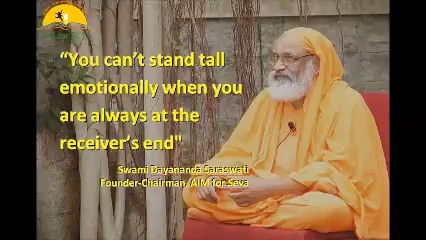 “You can’t stand tall
emotionally when you
are always at the
receiver’s end"
Swami Dayananda Saraswati
Founder-Chairman, AIM for Seva